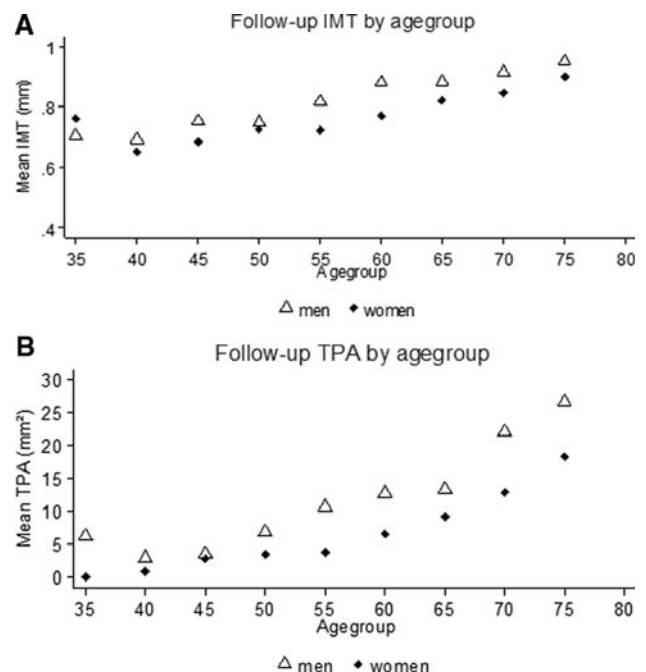 A
Follow-up IMT by agegroup
Mean IMT (mm)
1
.8
.6
.4
35 40 45 50 55 60 65 70 75 80
Agegroup
men women
B
Follow-up TPA by agegroup
Mean TPA (mm²)
30
25
20
15
10
5
0
35 40 45 50 55 60 65 70 75 80
Agegroup
men women